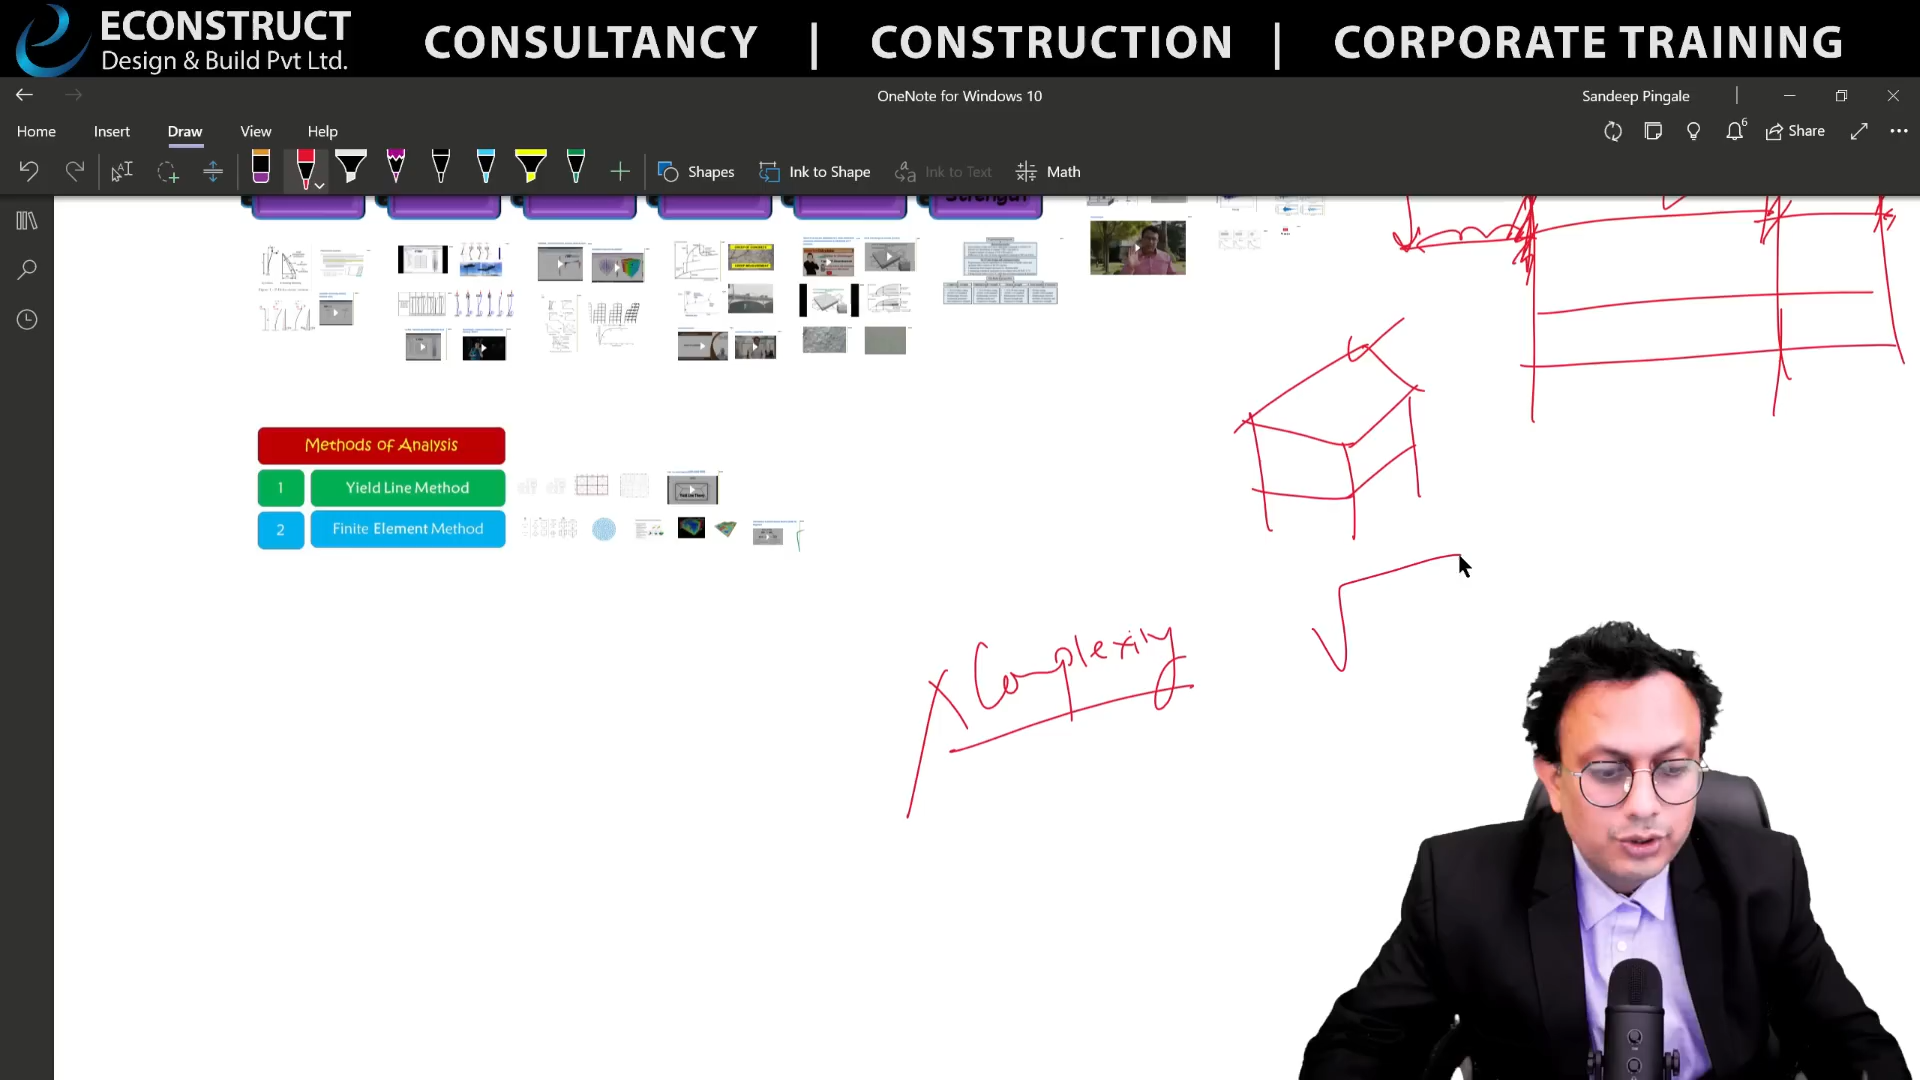 ECONSTRUCT
Design & Build Pvt Ltd.
CONSULTANCY | CONSTRUCTION | CORPORATE TRAINING
OneNote for Windows 10
Sandeep Pingale
Home Insert Draw View Help
6
Share
Shapes Ink to Shape Ink to Text Math
Strength
Methods of Analysis
1 Yield Line Method
2 Finite Element Method
X Complexity